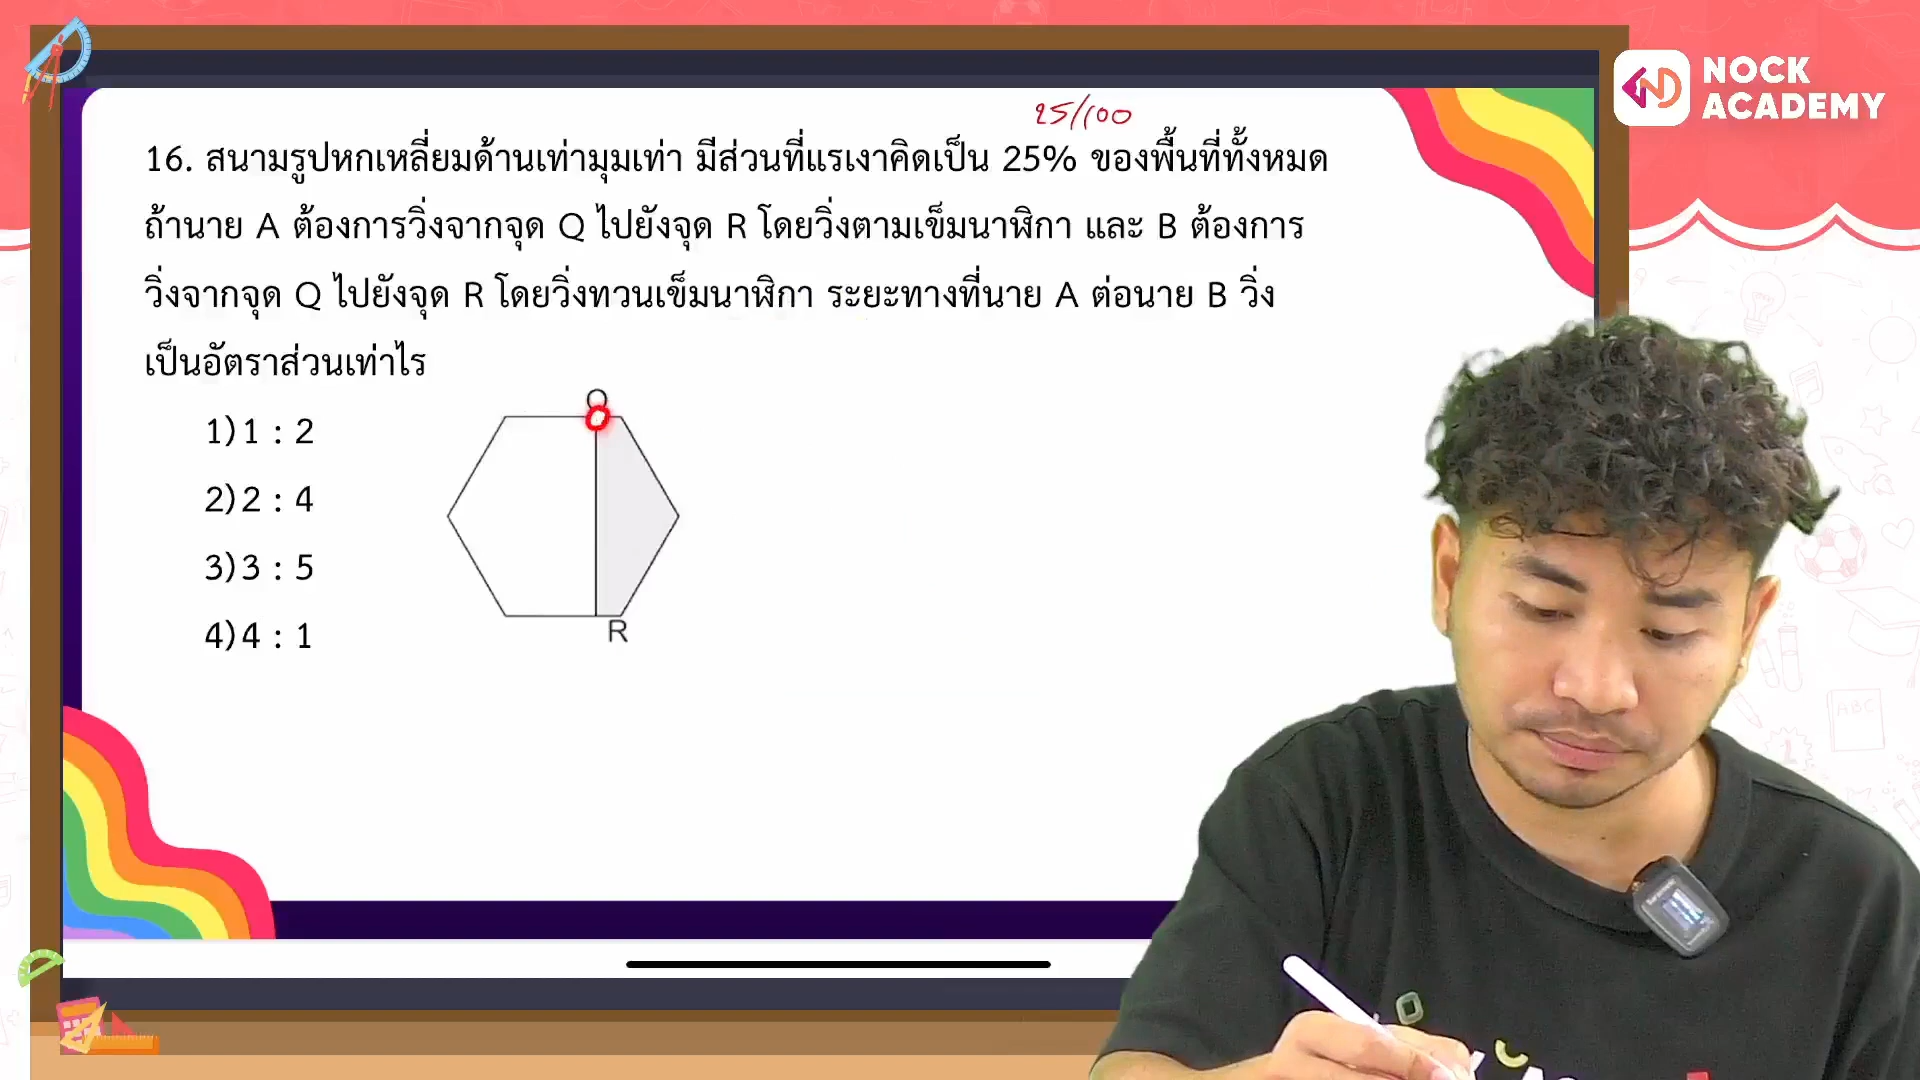 NOCK
ACADEMY
25/100
16. สนามรูปหกเหลี่ยมด้านเท่ามุมเท่า มีส่วนที่แรเงาคิดเป็น 25% ของพื้นที่ทั้งหมด
ถ้านาย A ต้องการวิ่งจากจุด Q ไปยังจุด R โดยวิ่งตามเข็มนาฬิกา และ B ต้องการ
วิ่งจากจุด Q ไปยังจุด R โดยวิ่งทวนเข็มนาฬิกา ระยะทางที่นาย A ต่อนาย B วิ่ง
เป็นอัตราส่วนเท่าไร
1) 1 : 2
2) 2 : 4
3) 3 : 5
4) 4 : 1
Q
R
ABC